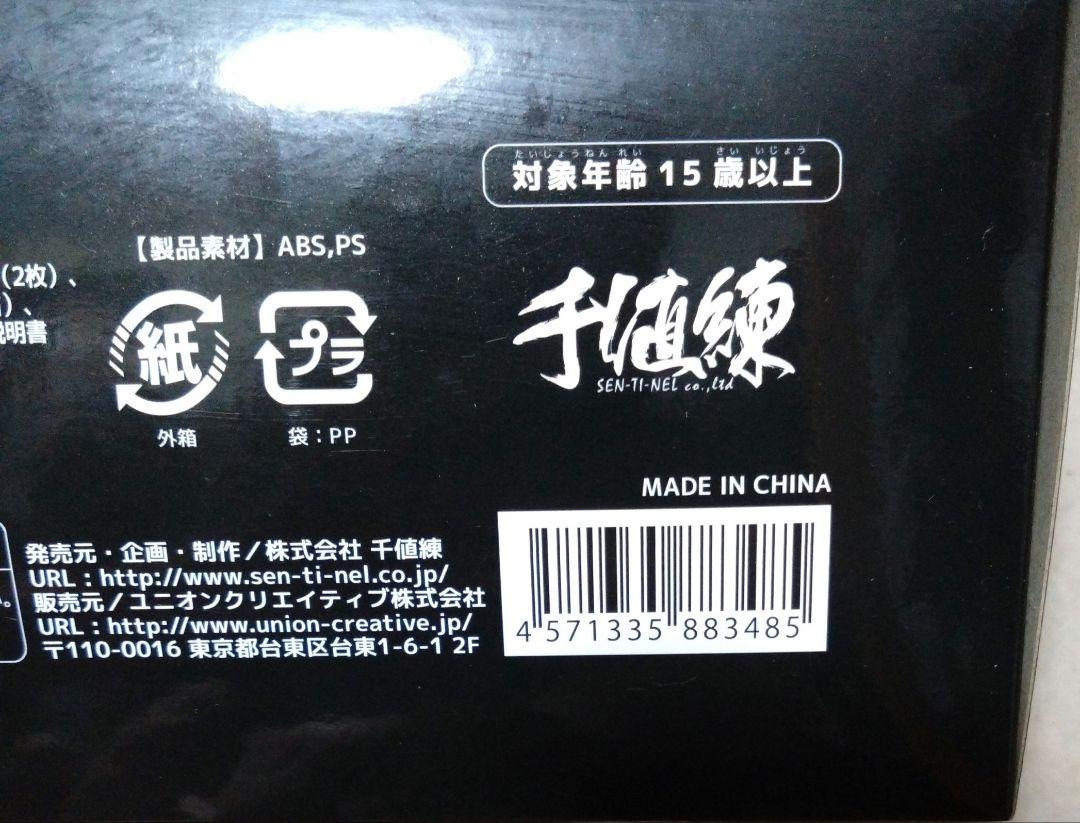 たいしょうねんれい さい いじょう
対象年齢 15 歳以上
【製品素材】ABS,PS
（2枚）、
）、
説明書
紙
プラ
外箱
袋：PP
千値練
SEN-TI-NEL co.,ltd
MADE IN CHINA
発売元・企画・制作／株式会社 千値練
URL：http://www.sen-ti-nel.co.jp/
販売元／ユニオンクリエイティブ株式会社
URL：http://www.union-creative.jp/
〒110-0016 東京都台東区台東1-6-1 2F
い。
4 571335 883485